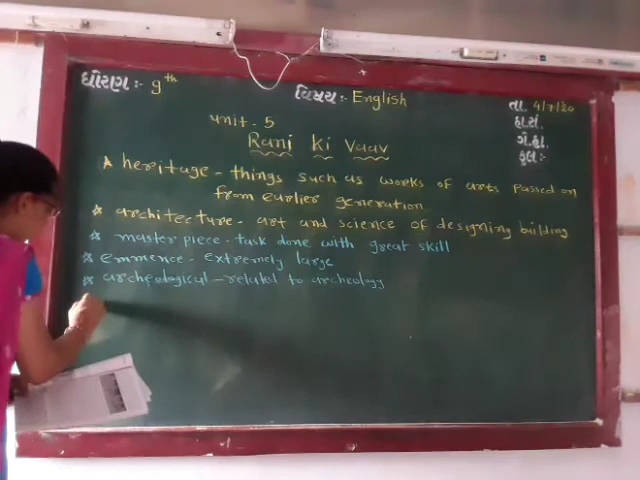 ધોરણ :- 9th
વિષય :- English
તા. 4/7/20
હા.સં.
ગે.હા.
કુલ :-
unit - 5
Rani Ki Vaav
* heritage - things such as works of arts passed on
from earlier generation
* architecture - art and science of designing building
* master piece - task done with great skill
* emmence - extremely large
* archeological - related to archeology